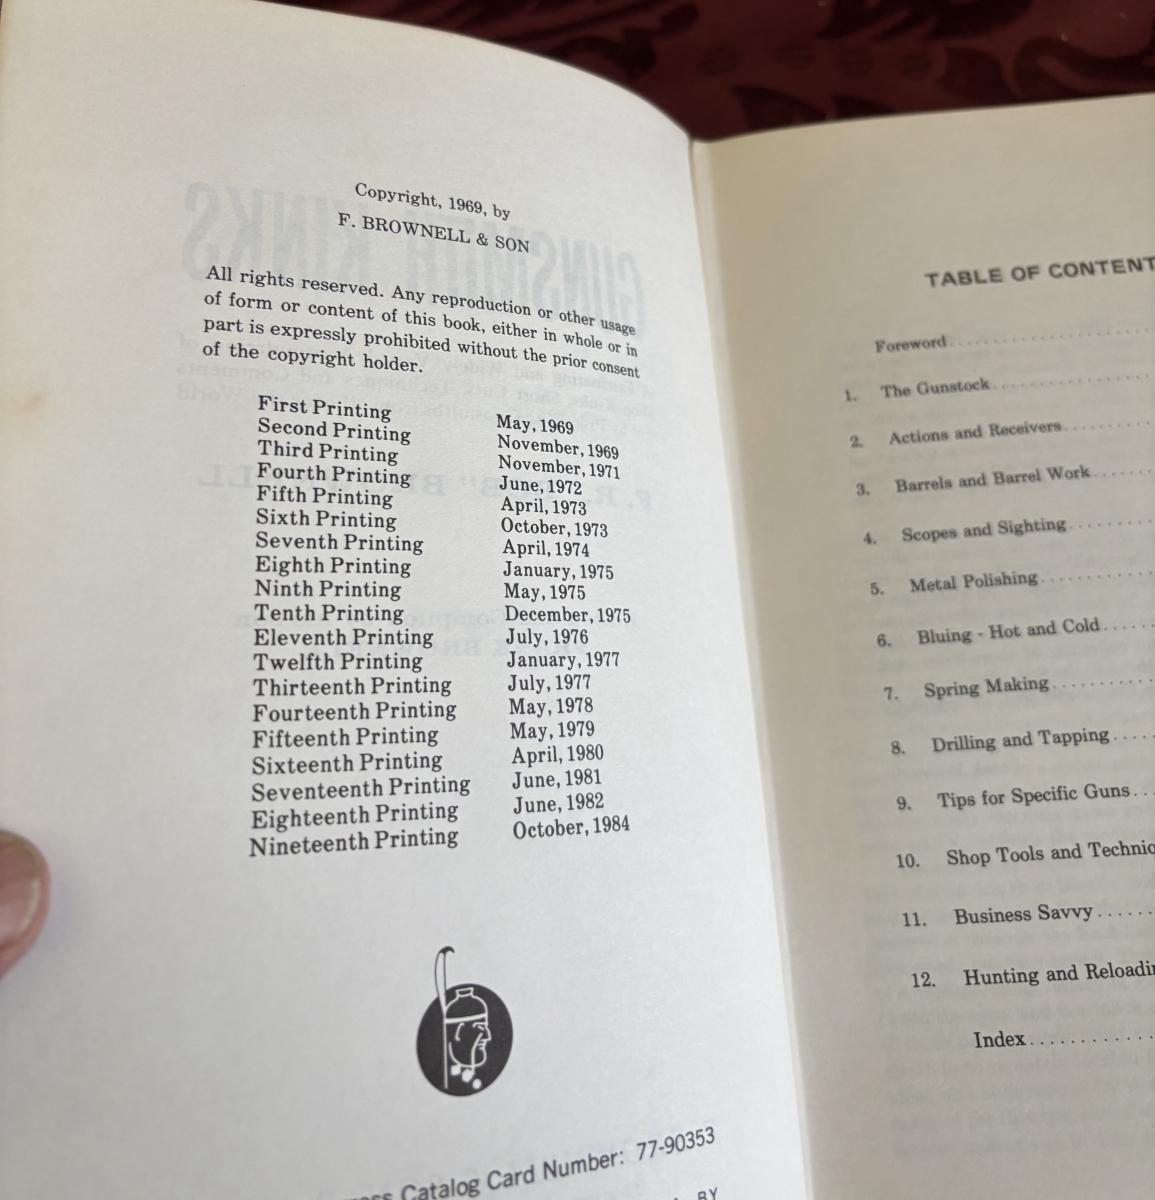 Copyright, 1969, by
F. BROWNELL & SON
All rights reserved. Any reproduction or other usage
of form or content of this book, either in whole or in
part is expressly prohibited without the prior consent
of the copyright holder.
First Printing May, 1969
Second Printing November, 1969
Third Printing November, 1971
Fourth Printing June, 1972
Fifth Printing April, 1973
Sixth Printing October, 1973
Seventh Printing April, 1974
Eighth Printing January, 1975
Ninth Printing May, 1975
Tenth Printing December, 1975
Eleventh Printing July, 1976
Twelfth Printing January, 1977
Thirteenth Printing July, 1977
Fourteenth Printing May, 1978
Fifteenth Printing May, 1979
Sixteenth Printing April, 1980
Seventeenth Printing June, 1981
Eighteenth Printing June, 1982
Nineteenth Printing October, 1984
Catalog Card Number: 77-90353
BY
TABLE OF CONTENT
Foreword
1. The Gunstock
2. Actions and Receivers
3. Barrels and Barrel Work
4. Scopes and Sighting
5. Metal Polishing
6. Bluing - Hot and Cold
7. Spring Making
8. Drilling and Tapping
9. Tips for Specific Guns
10. Shop Tools and Techniq
11. Business Savvy
12. Hunting and Reloadin
Index